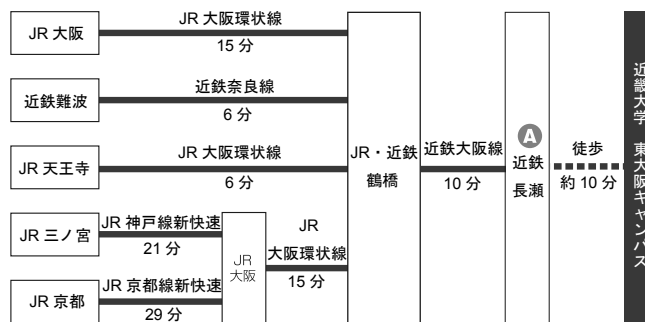 JR 大阪
JR 大阪環状線
15 分
近鉄難波
近鉄奈良線
6 分
JR 天王寺
JR 大阪環状線
6 分
JR 三ノ宮
JR 神戸線新快速
21 分
JR 京都
JR 京都線新快速
29 分
JR
大阪
JR
大阪環状線
15 分
JR・近鉄
鶴橋
近鉄大阪線
10 分
A
近鉄
長瀬
徒歩
約 10 分
近畿大学 東大阪キャンパス